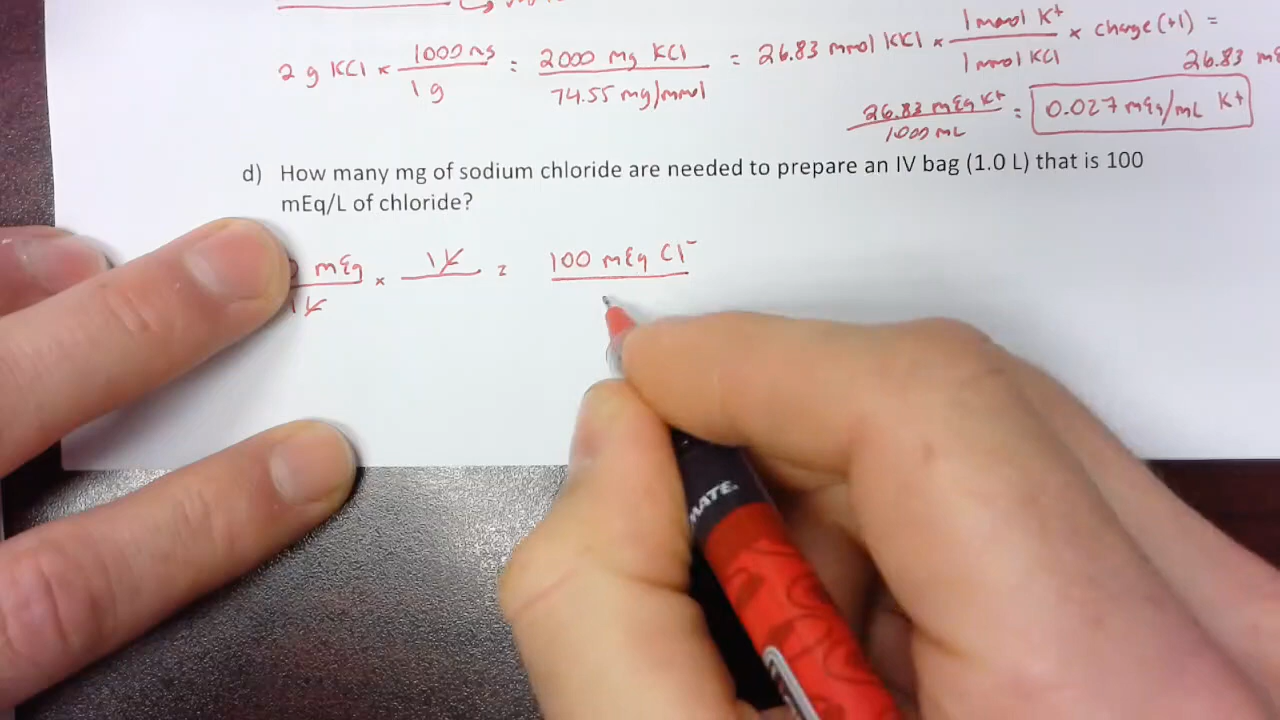 2 g KCl × 1000 mg / 1 g = 2000 mg KCl / 74.55 mg/mmol = 26.83 mmol KCl × 1 mmol K+ / 1 mmol KCl × charge (+1) =
26.83
26.83 mEq K+ / 1000 mL = 0.027 mEq/mL K+
d) How many mg of sodium chloride are needed to prepare an IV bag (1.0 L) that is 100
mEq/L of chloride?
mEq / 1 L × 1 L = 100 mEq Cl-
MATE.